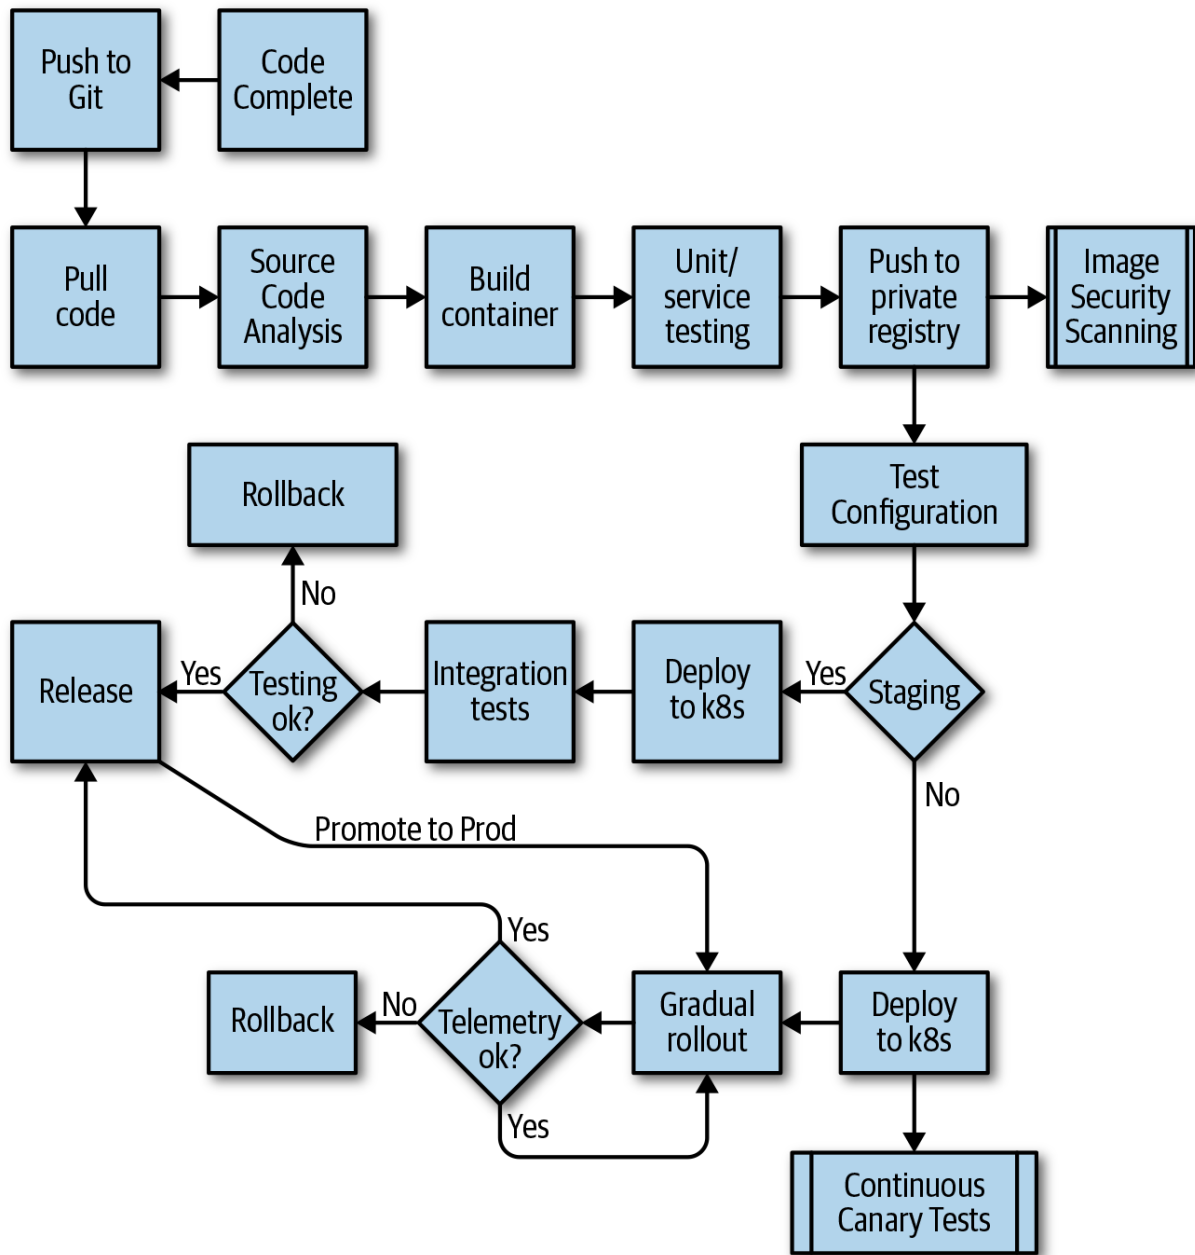 Push to
Git
Code
Complete
Pull
code
Source
Code
Analysis
Build
container
Unit/
service
testing
Push to
private
registry
Image
Security
Scanning
Test
Configuration
Rollback
No
Release
Yes
Testing
ok?
Integration
tests
Deploy
to k8s
Yes
Staging
No
Promote to Prod
Yes
Rollback
No
Telemetry
ok?
Gradual
rollout
Deploy
to k8s
Yes
Continuous
Canary Tests